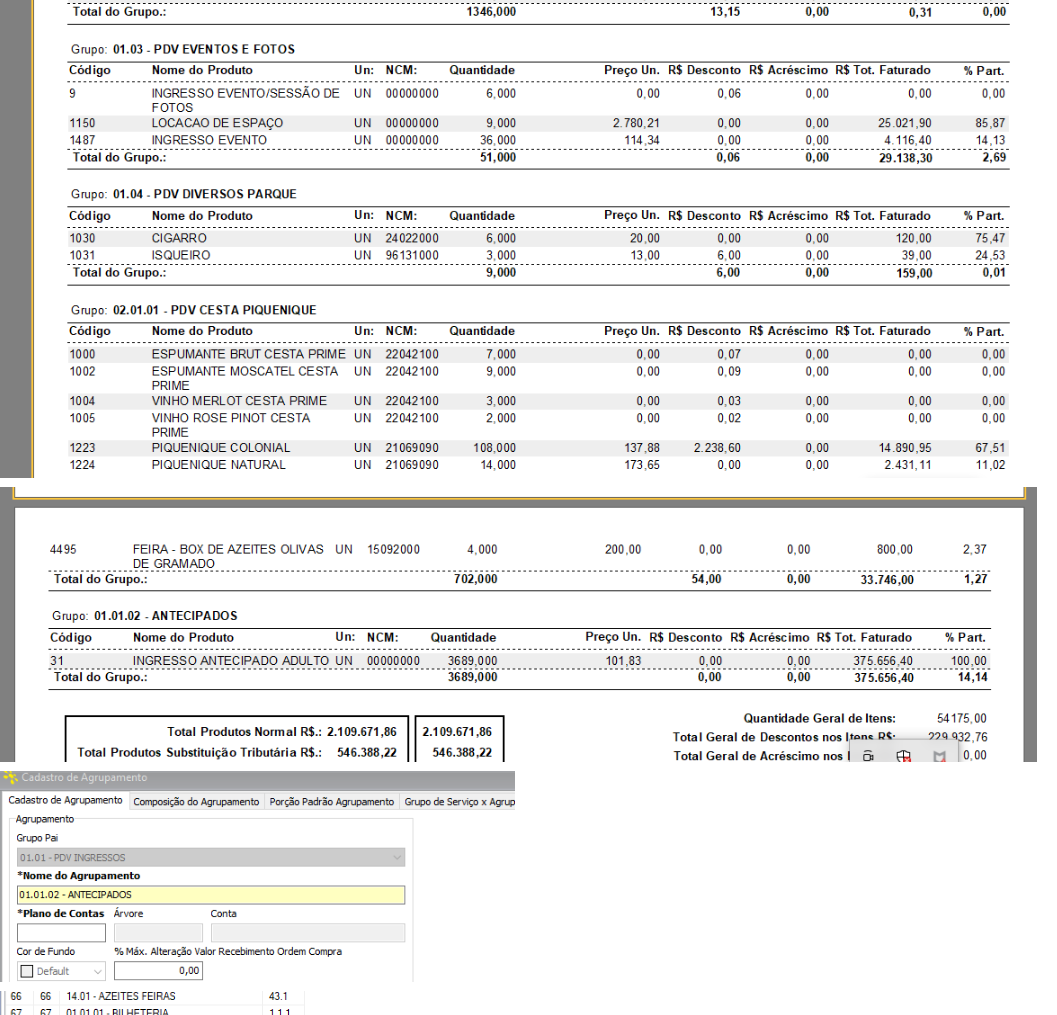 Total do Grupo.: 1346,000 13,15 0,00 0,31 0,00
Grupo: 01.03 - PDV EVENTOS E FOTOS
Código Nome do Produto Un: NCM: Quantidade Preço Un. R$ Desconto R$ Acréscimo R$ Tot. Faturado % Part.
9 INGRESSO EVENTO/SESSÃO DE UN 00000000 6,000 0,00 0,06 0,00 0,00 0,00
FOTOS
1150 LOCACAO DE ESPAÇO UN 00000000 9,000 2.780,21 0,00 0,00 25.021,90 85,87
1487 INGRESSO EVENTO UN 00000000 36,000 114,34 0,00 0,00 4.116,40 14,13
Total do Grupo.: 51,000 0,06 0,00 29.138,30 2,69
Grupo: 01.04 - PDV DIVERSOS PARQUE
Código Nome do Produto Un: NCM: Quantidade Preço Un. R$ Desconto R$ Acréscimo R$ Tot. Faturado % Part.
1030 CIGARRO UN 24022000 6,000 20,00 0,00 0,00 120,00 75,47
1031 ISQUEIRO UN 96131000 3,000 13,00 6,00 0,00 39,00 24,53
Total do Grupo.: 9,000 6,00 0,00 159,00 0,01
Grupo: 02.01.01 - PDV CESTA PIQUENIQUE
Código Nome do Produto Un: NCM: Quantidade Preço Un. R$ Desconto R$ Acréscimo R$ Tot. Faturado % Part.
1000 ESPUMANTE BRUT CESTA PRIME UN 22042100 7,000 0,00 0,07 0,00 0,00 0,00
1002 ESPUMANTE MOSCATEL CESTA UN 22042100 9,000 0,00 0,09 0,00 0,00 0,00
PRIME
1004 VINHO MERLOT CESTA PRIME UN 22042100 3,000 0,00 0,03 0,00 0,00 0,00
1005 VINHO ROSE PINOT CESTA UN 22042100 2,000 0,00 0,02 0,00 0,00 0,00
PRIME
1223 PIQUENIQUE COLONIAL UN 21069090 108,000 137,88 2.238,60 0,00 14.890,95 67,51
1224 PIQUENIQUE NATURAL UN 21069090 14,000 173,65 0,00 0,00 2.431,11 11,02
4495 FEIRA - BOX DE AZEITES OLIVAS UN 15092000 4,000 200,00 0,00 0,00 800,00 2,37
DE GRAMADO
Total do Grupo.: 702,000 54,00 0,00 33.746,00 1,27
Grupo: 01.01.02 - ANTECIPADOS
Código Nome do Produto Un: NCM: Quantidade Preço Un. R$ Desconto R$ Acréscimo R$ Tot. Faturado % Part.
31 INGRESSO ANTECIPADO ADULTO UN 00000000 3689,000 101,83 0,00 0,00 375.656,40 100,00
Total do Grupo.: 3689,000 0,00 0,00 375.656,40 14,14
Total Produtos Normal R$.: 2.109.671,86 2.109.671,86
Total Produtos Substituição Tributária R$.: 546.388,22 546.388,22
Quantidade Geral de Itens: 54175,00
Total Geral de Descontos nos Itens R$: 229.932,76
Total Geral de Acréscimo nos 0,00
Cadastro de Agrupamento
Cadastro de Agrupamento Composição do Agrupamento Porção Padrão Agrupamento Grupo de Serviço x Agrup
Agrupamento
Grupo Pai
01.01 - PDV INGRESSOS
*Nome do Agrupamento
01.01.02 - ANTECIPADOS
*Plano de Contas Árvore Conta
Cor de Fundo % Máx. Alteração Valor Recebimento Ordem Compra
Default 0,00
66 66 14.01 - AZEITES FEIRAS 43.1
67 67 01.01.01 - BILHETERIA 1.1.1